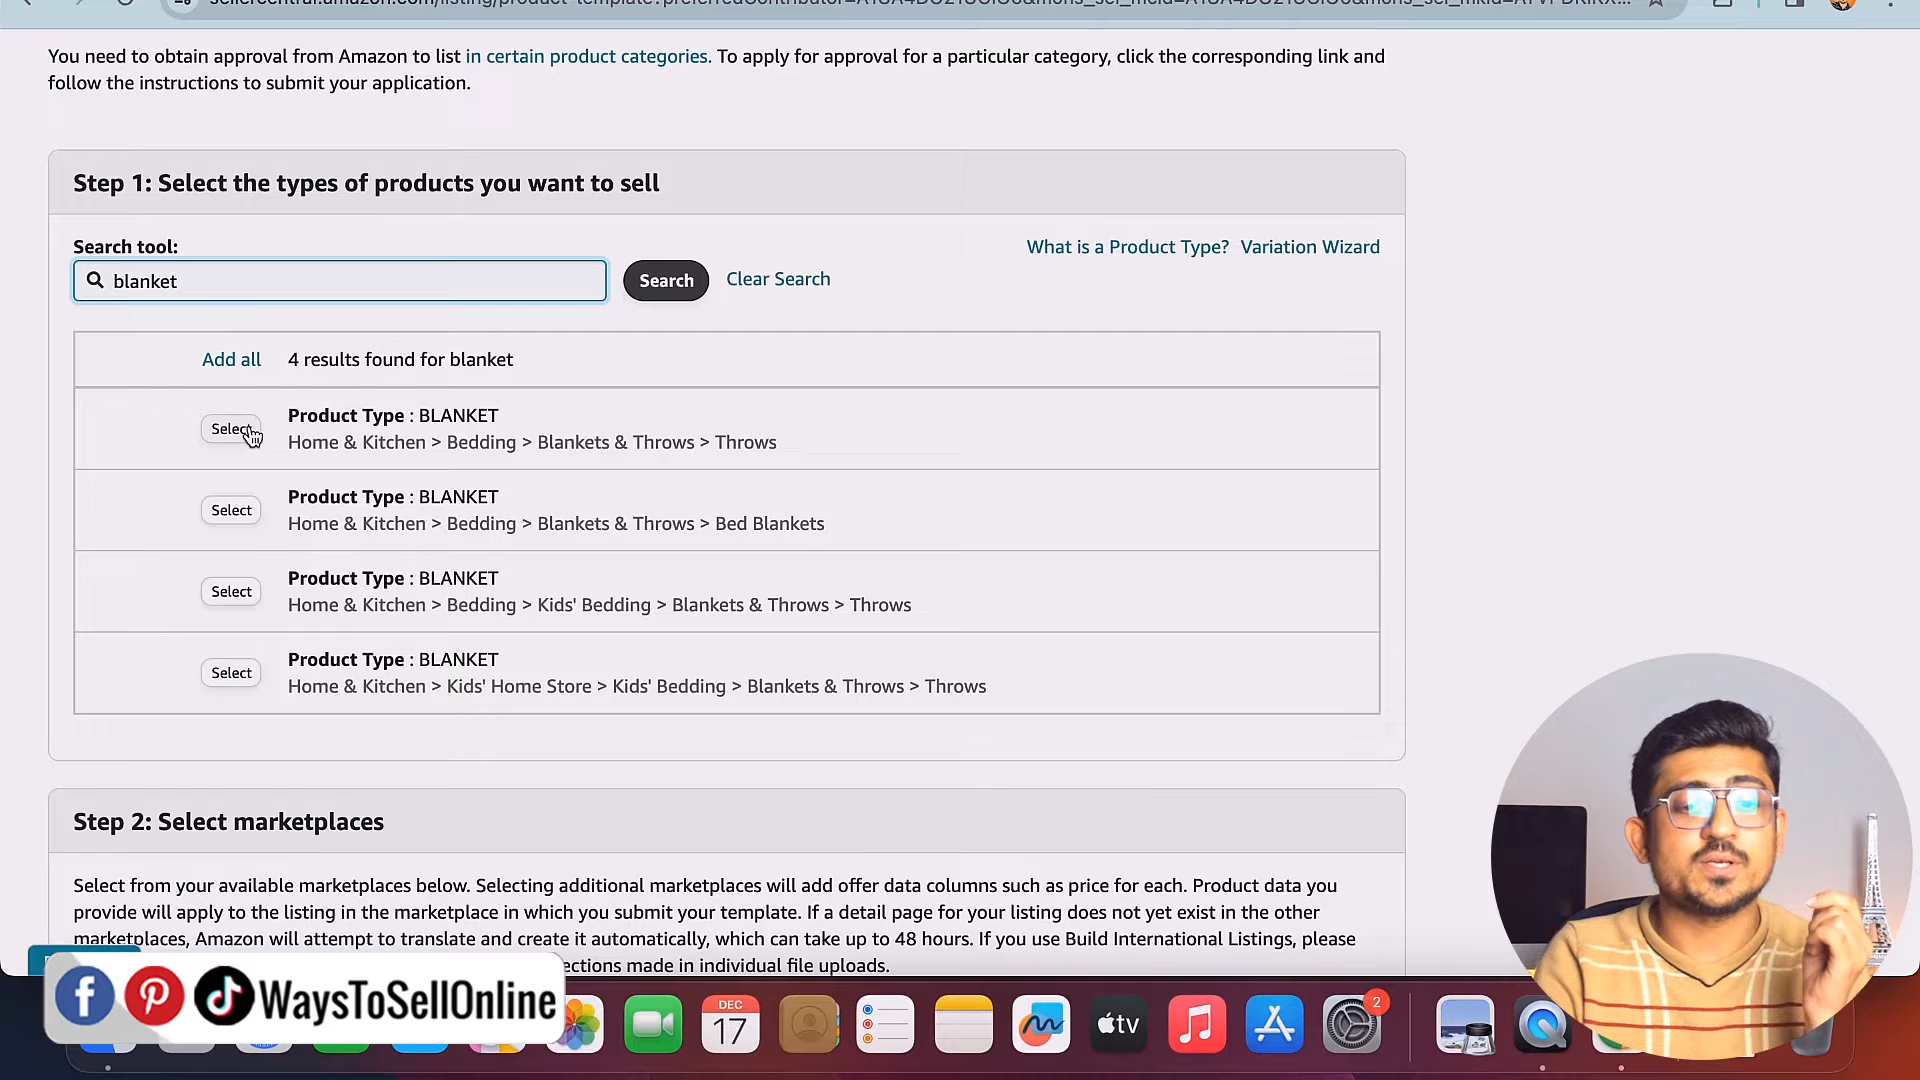 You need to obtain approval from Amazon to list in certain product categories. To apply for approval for a particular category, click the corresponding link and
follow the instructions to submit your application.
Step 1: Select the types of products you want to sell
Search tool:
What is a Product Type? Variation Wizard
blanket
Search
Clear Search
Add all 4 results found for blanket
Product Type : BLANKET
Select
Home & Kitchen > Bedding > Blankets & Throws > Throws
Product Type : BLANKET
Select
Home & Kitchen > Bedding > Blankets & Throws > Bed Blankets
Product Type : BLANKET
Select
Home & Kitchen > Bedding > Kids' Bedding > Blankets & Throws > Throws
Product Type : BLANKET
Select
Home & Kitchen > Kids' Home Store > Kids' Bedding > Blankets & Throws > Throws
Step 2: Select marketplaces
Select from your available marketplaces below. Selecting additional marketplaces will add offer data columns such as price for each. Product data you
provide will apply to the listing in the marketplace in which you submit your template. If a detail page for your listing does not yet exist in the other
marketplaces, Amazon will attempt to translate and create it automatically, which can take up to 48 hours. If you use Build International Listings, please
made in individual file uploads.
WaysToSellOnline
DEC
17
tv
2